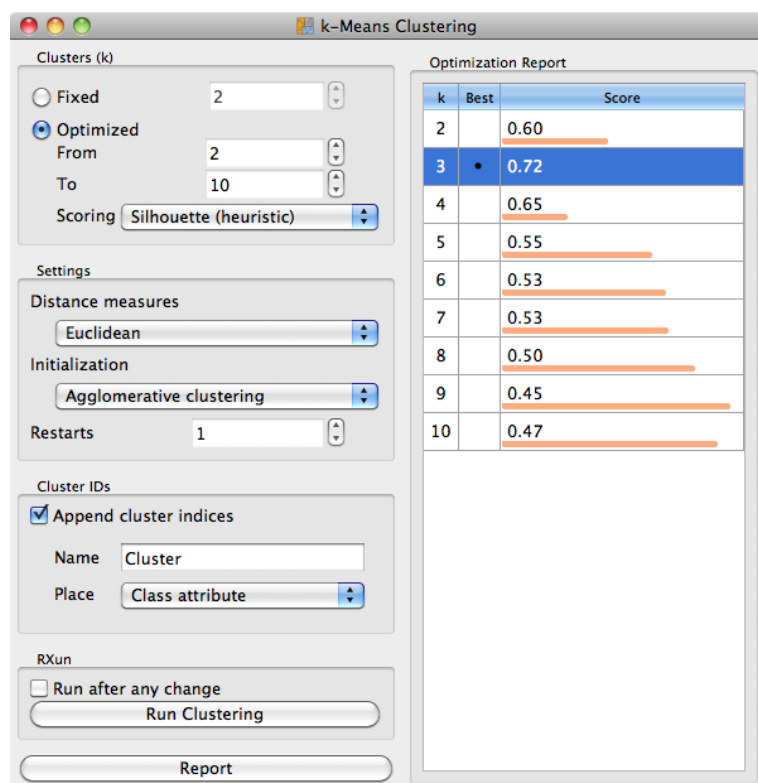 k-Means Clustering
Clusters (k)
Fixed 2
Optimized
From 2
To 10
Scoring Silhouette (heuristic)
Settings
Distance measures
Euclidean
Initialization
Agglomerative clustering
Restarts 1
Cluster IDs
Append cluster indices
Name Cluster
Place Class attribute
RXun
Run after any change
Run Clustering
Report
Optimization Report
k Best Score
2 0.60
3 • 0.72
4 0.65
5 0.55
6 0.53
7 0.53
8 0.50
9 0.45
10 0.47